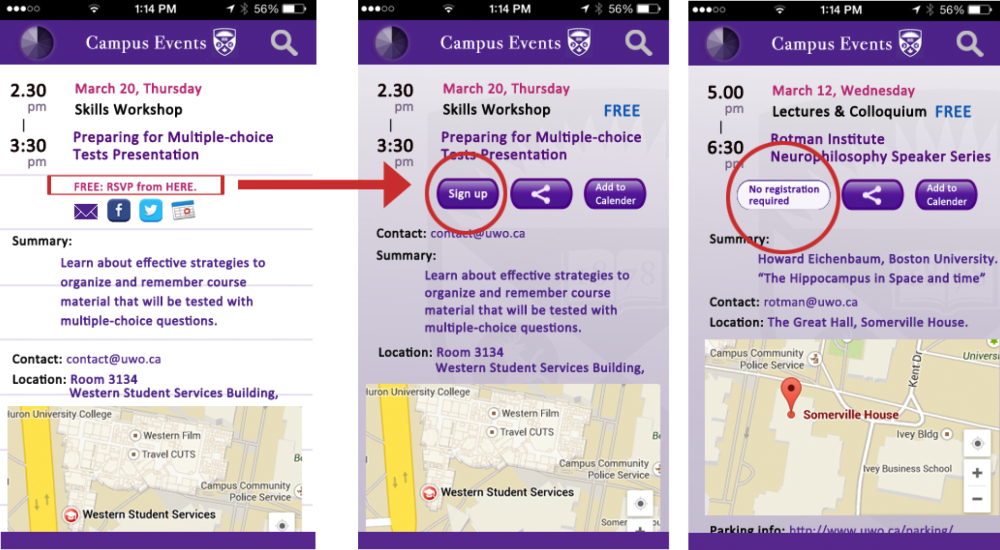 1:14 PM
56%
Campus Events
2.30
pm
3:30
pm
March 20, Thursday
Skills Workshop
Preparing for Multiple-choice
Tests Presentation
FREE: RSVP from HERE.
Summary:
Learn about effective strategies to
organize and remember course
material that will be tested with
multiple-choice questions.
Contact: contact@uwo.ca
Location: Room 3134
Western Student Services Building,
Huron University College
Western Film
Travel CUTS
Campus Community
Police Service
Western Student Services
1:14 PM
56%
Campus Events
2.30
pm
3:30
pm
March 20, Thursday
Skills Workshop FREE
Preparing for Multiple-choice
Tests Presentation
Sign up
Add to
Calender
Contact: contact@uwo.ca
Summary:
Learn about effective strategies to
organize and remember course
material that will be tested with
multiple-choice questions.
Location: Room 3134
Western Student Services Building,
Huron University College
Western Film
Travel CUTS
Campus Community
Police Service
Western Student Services
Somer
1:14 PM
56%
Campus Events
5.00
pm
6:30
pm
March 12, Wednesday
Lectures & Colloquium FREE
Rotman Institute
Neurophilosophy Speaker Series
No registration
required
Add to
Calender
Summary:
Howard Eichenbaum, Boston University.
“The Hippocampus in Space and time”
Contact: rotman@uwo.ca
Location: The Great Hall, Somerville House.
Campus Community
Police Service
Kent Dr
Universi
Somerville House
Ivey Bldg
Ivey Business School
Parking info: http://www.uwo.ca/parking/